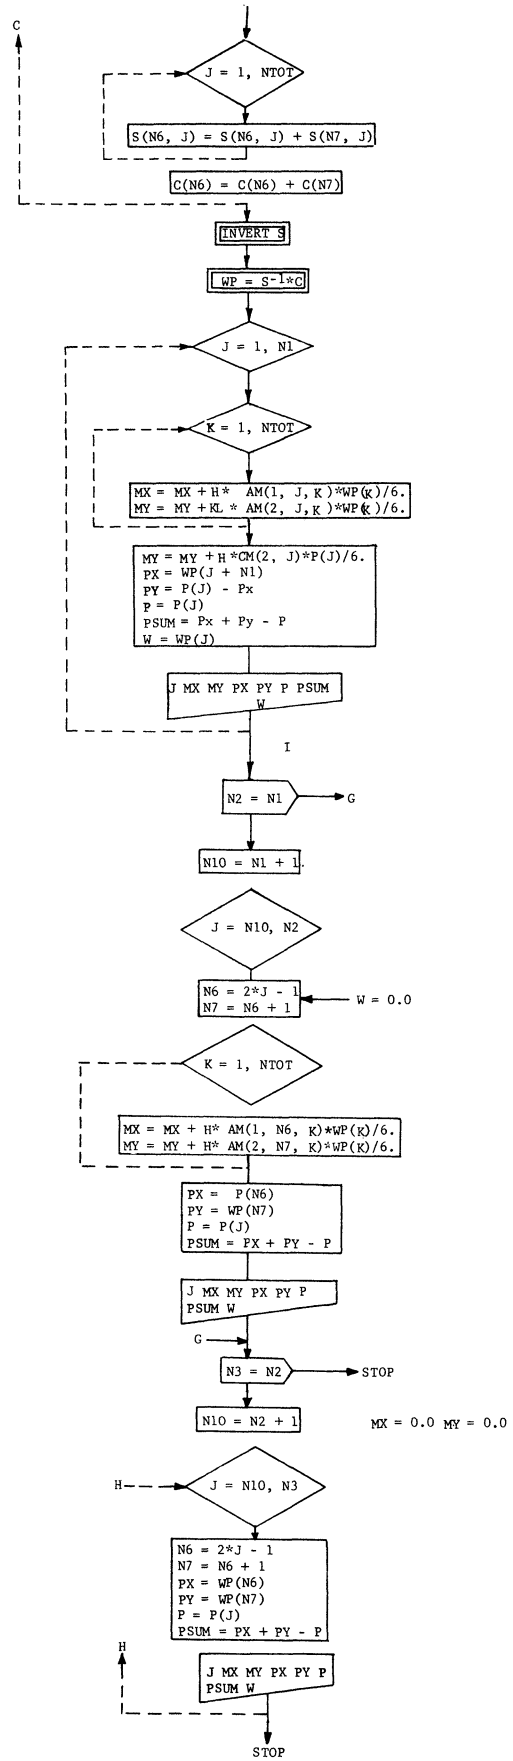 C
J = 1, NTOT
S(N6, J) = S(N6, J) + S(N7, J)
C(N6) = C(N6) + C(N7)
INVERT S
WP = S-1*C
J = 1, N1
K = 1, NTOT
MX = MX + H* AM(1, J,K)*WP(K)/6.
MY = MY + KL * AM(2, J,K)*WP(K)/6.
MY = MY + H*CM(2, J)*P(J)/6.
PX = WP(J + N1)
PY = P(J) - Px
P = P(J)
PSUM = Px + Py - P
W = WP(J)
J MX MY PX PY P PSUM
W
I
N2 = N1
G
N10 = N1 + 1.
J = N10, N2
N6 = 2*J - 1
N7 = N6 + 1
W = 0.0
K = 1, NTOT
MX = MX + H* AM(1, N6, K)*WP(K)/6.
MY = MY + H* AM(2, N7, K)*WP(K)/6.
PX = P(N6)
PY = WP(N7)
P = P(J)
PSUM = PX + PY - P
J MX MY PX PY P
PSUM W
G
N3 = N2
STOP
N10 = N2 + 1
MX = 0.0 MY = 0.0
H
J = N10, N3
N6 = 2*J - 1
N7 = N6 + 1
PX = WP(N6)
PY = WP(N7)
P = P(J)
PSUM = PX + PY - P
H
J MX MY PX PY P
PSUM W
STOP